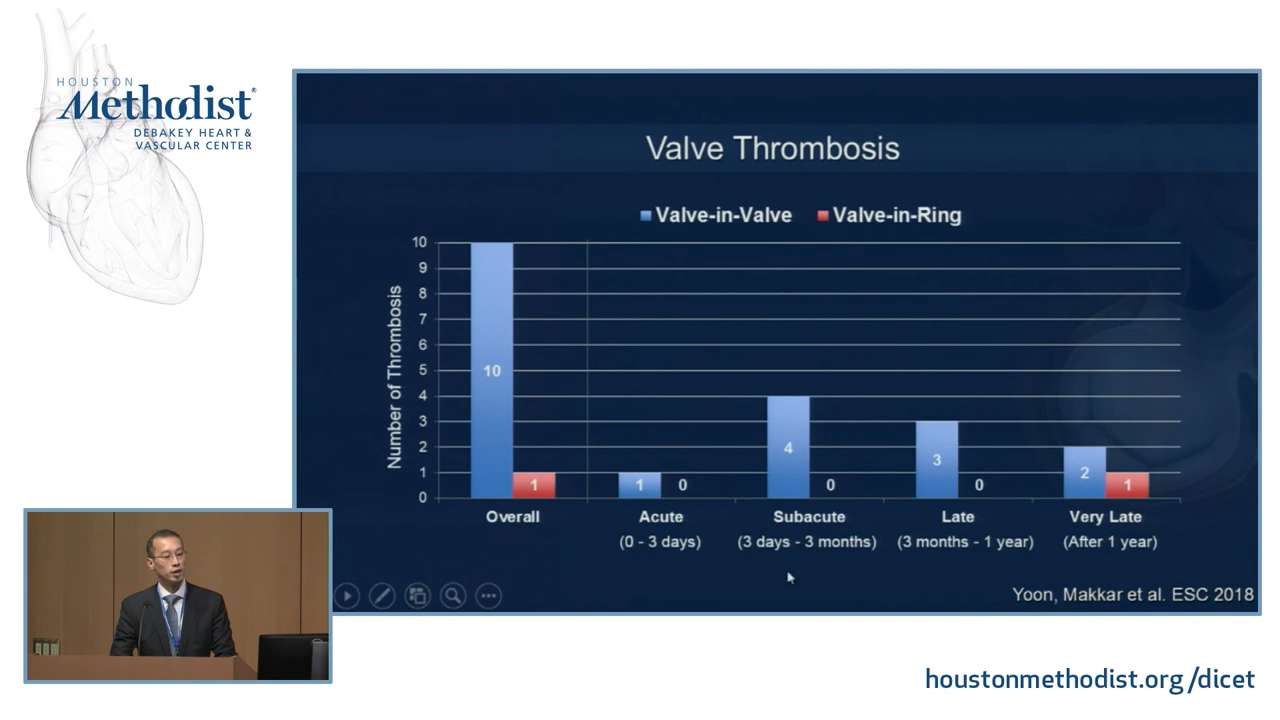 HOUSTON
Methodist®
DEBAKEY HEART &
VASCULAR CENTER
Valve Thrombosis
Valve-in-Valve Valve-in-Ring
Number of Thrombosis
10
9
8
7
6
5
4
3
2
1
0
10 1 1 0 4 0 3 0 2 1
Overall Acute Subacute Late Very Late
(0 - 3 days) (3 days - 3 months) (3 months - 1 year) (After 1 year)
Yoon, Makkar et al. ESC 2018
houstonmethodist.org/dicet